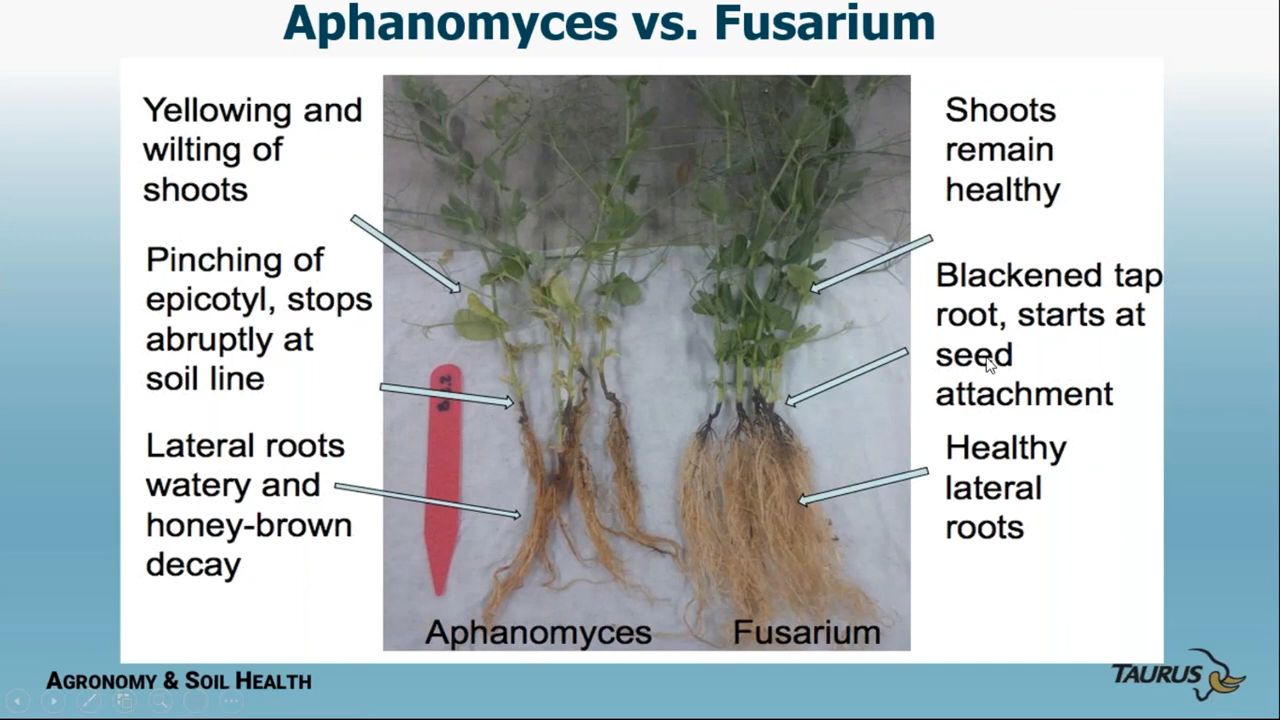 Aphanomyces vs. Fusarium
Yellowing and
wilting of
shoots
Pinching of
epicotyl, stops
abruptly at
soil line
Lateral roots
watery and
honey-brown
decay
Shoots
remain
healthy
Blackened tap
root, starts at
seed
attachment
Healthy
lateral
roots
Aphanomyces
Fusarium
AGRONOMY & SOIL HEALTH
TAURUS